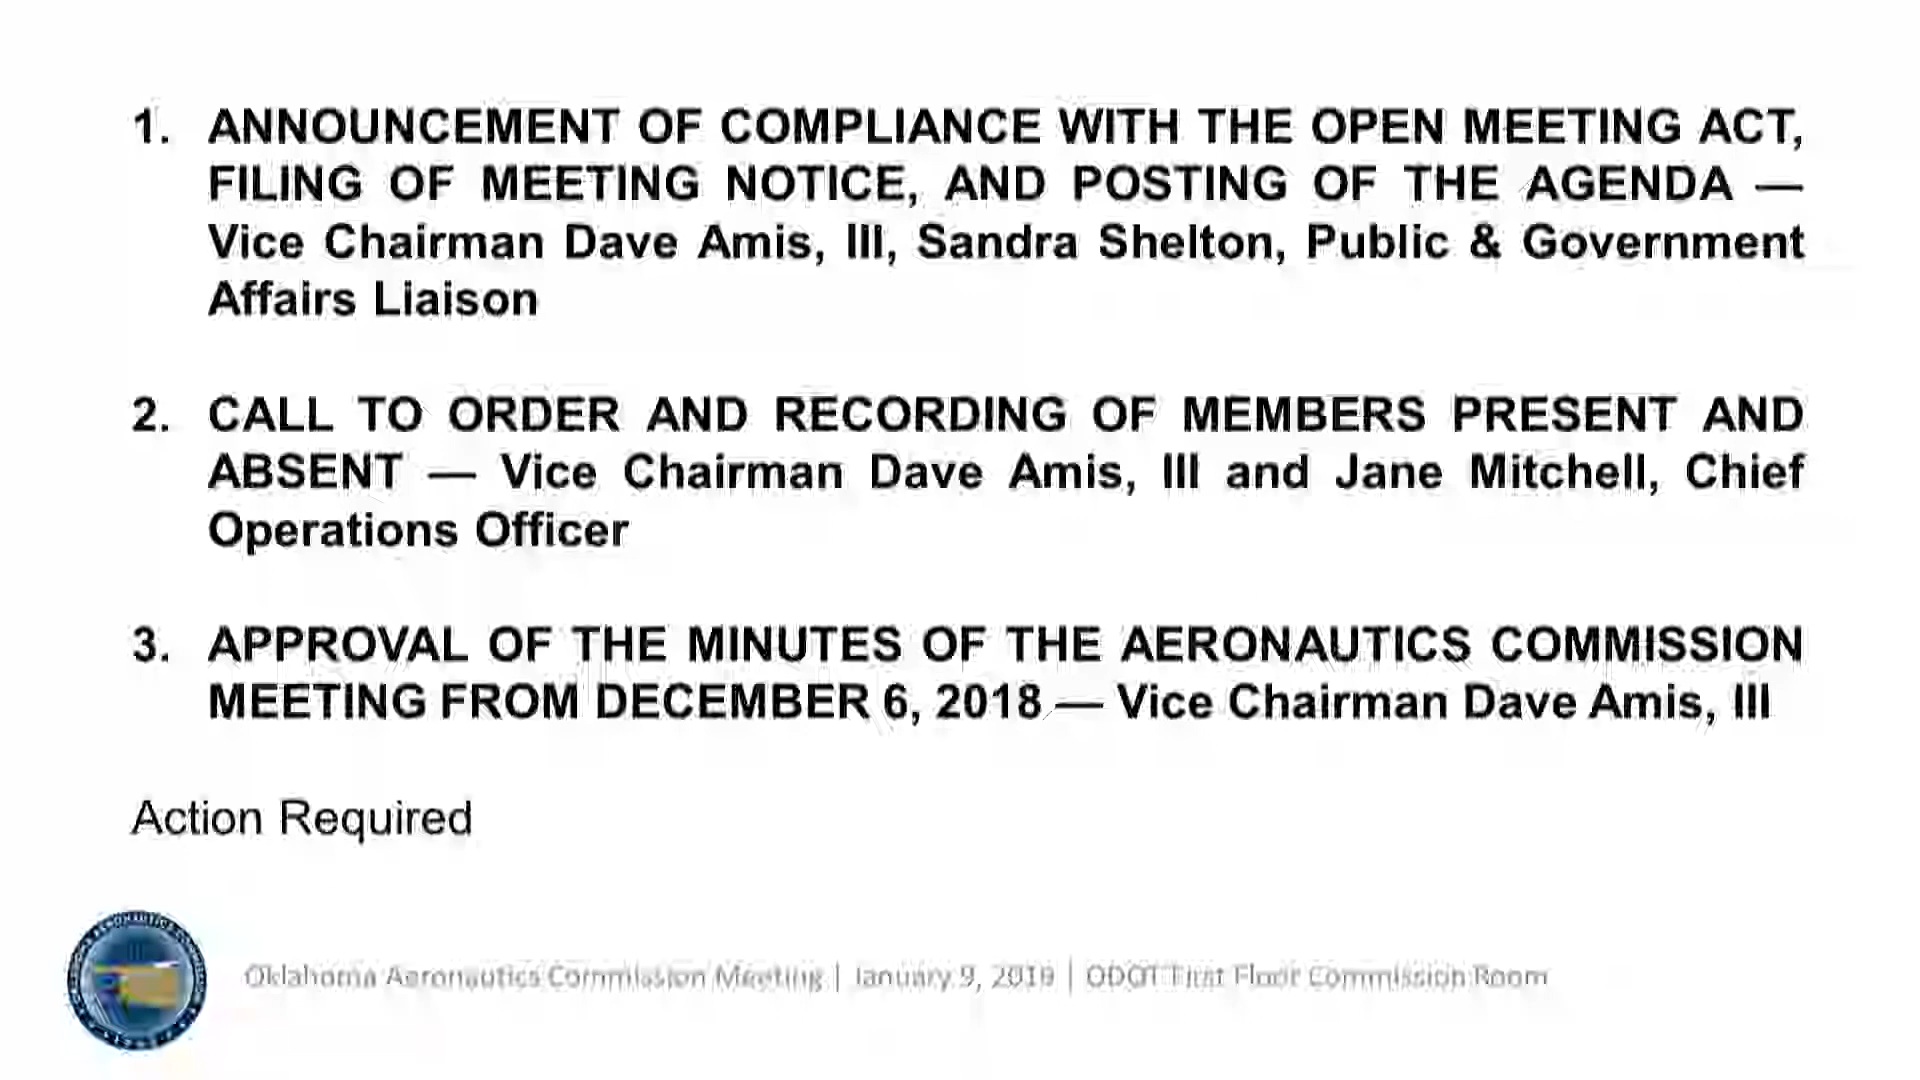 1. ANNOUNCEMENT OF COMPLIANCE WITH THE OPEN MEETING ACT,
FILING OF MEETING NOTICE, AND POSTING OF THE AGENDA —
Vice Chairman Dave Amis, III, Sandra Shelton, Public & Government
Affairs Liaison
2. CALL TO ORDER AND RECORDING OF MEMBERS PRESENT AND
ABSENT — Vice Chairman Dave Amis, III and Jane Mitchell, Chief
Operations Officer
3. APPROVAL OF THE MINUTES OF THE AERONAUTICS COMMISSION
MEETING FROM DECEMBER 6, 2018 — Vice Chairman Dave Amis, III
Action Required
Oklahoma Aeronautics Commission Meeting | January 9, 2019 | ODOT First Floor Commission Room